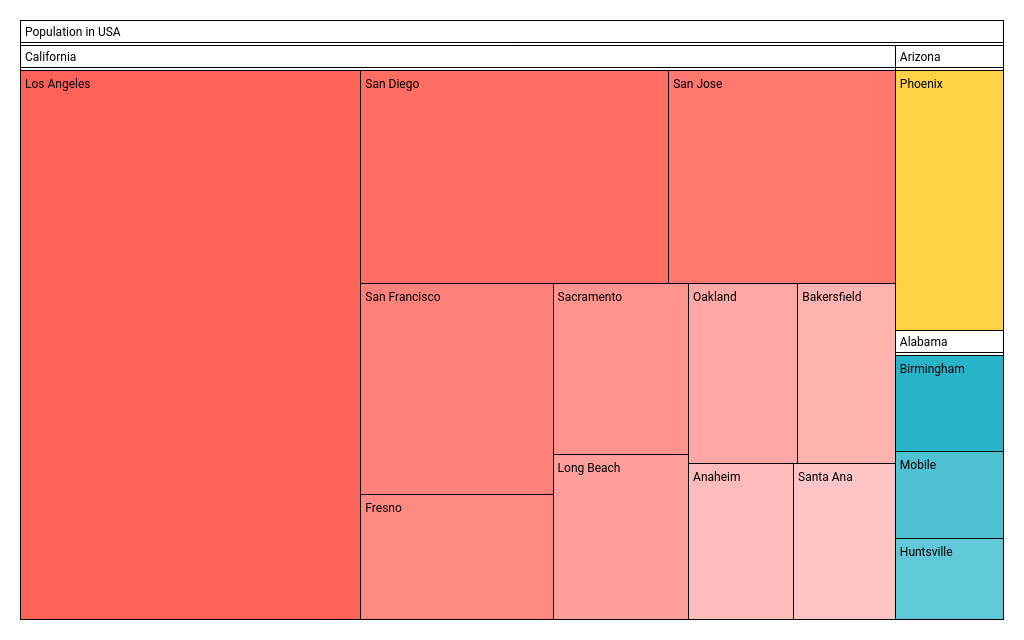 Population in USA
California
Arizona
Los Angeles
San Diego
San Jose
Phoenix
San Francisco
Sacramento
Oakland
Bakersfield
Alabama
Birmingham
Long Beach
Mobile
Anaheim
Santa Ana
Fresno
Huntsville